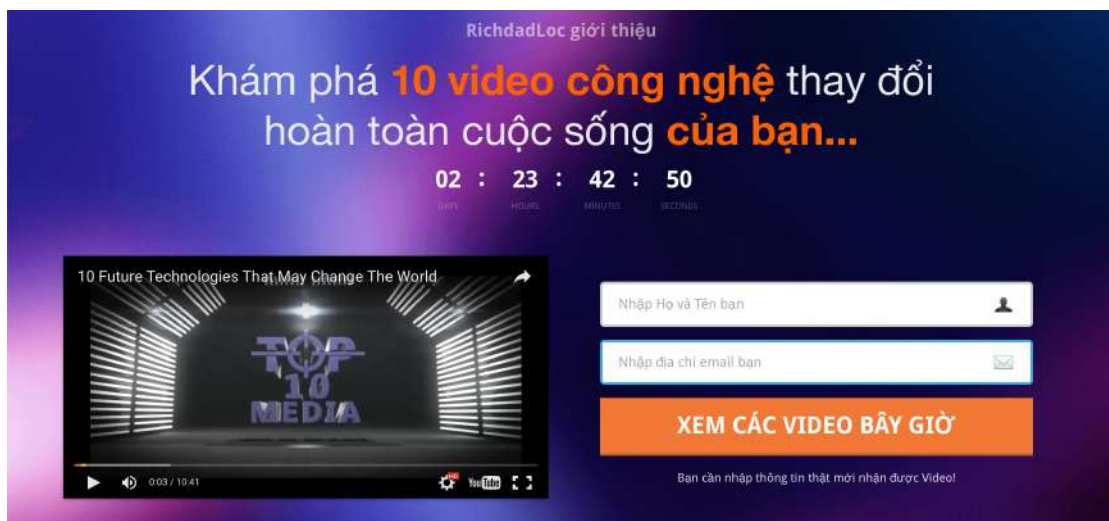 RichdadLoc giới thiệu
Khám phá 10 video công nghệ thay đổi
hoàn toàn cuộc sống của bạn...
02 : 23 : 42 : 50
DAYS HOURS MINUTES SECONDS
10 Future Technologies That May Change The World
TOP
10
MEDIA
0:03 / 10:41
HD
YouTube
Nhập Họ và Tên bạn
Nhập địa chỉ email bạn
XEM CÁC VIDEO BÂY GIỜ
Bạn cần nhập thông tin thật mới nhận được Video!